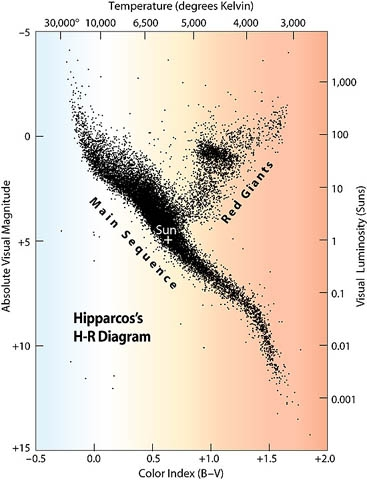 Temperature (degrees Kelvin)
30,000° 10,000 6,500 5,000 4,000 3,000
−5
0
+5
+10
+15
Absolute Visual Magnitude
1,000
100
10
1
0.1
0.01
0.001
Visual Luminosity (Suns)
Main Sequence
Sun
Red Giants
Hipparcos's
H-R Diagram
−0.5 0.0 0.5 +1.0 +1.5 +2.0
Color Index (B–V)